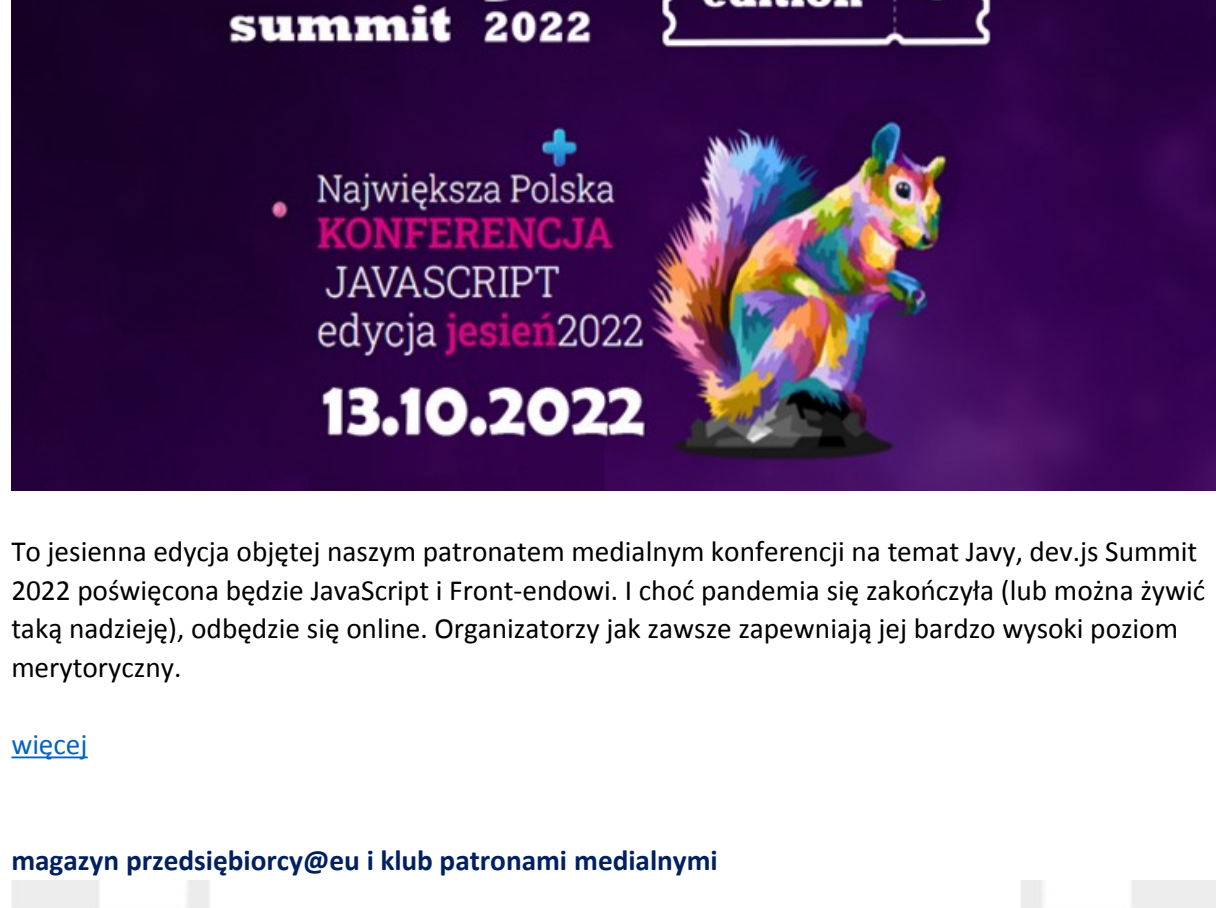 summit 2022
edition
Największa Polska
KONFERENCJA
JAVASCRIPT
edycja jesień2022
13.10.2022
To jesienna edycja objętej naszym patronatem medialnym konferencji na temat Javy, dev.js Summit
2022 poświęcona będzie JavaScript i Front-endowi. I choć pandemia się zakończyła (lub można żywić
taką nadzieję), odbędzie się online. Organizatorzy jak zawsze zapewniają jej bardzo wysoki poziom
merytoryczny.
więcej
magazyn przedsiębiorcy@eu i klub patronami medialnymi